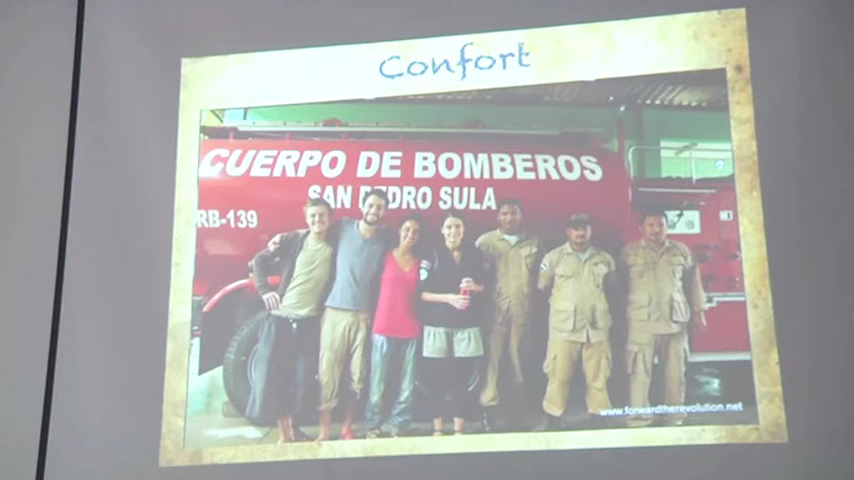 Confort
CUERPO DE BOMBEROS
SAN PEDRO SULA
RB-139
www.forwardtherevolution.net